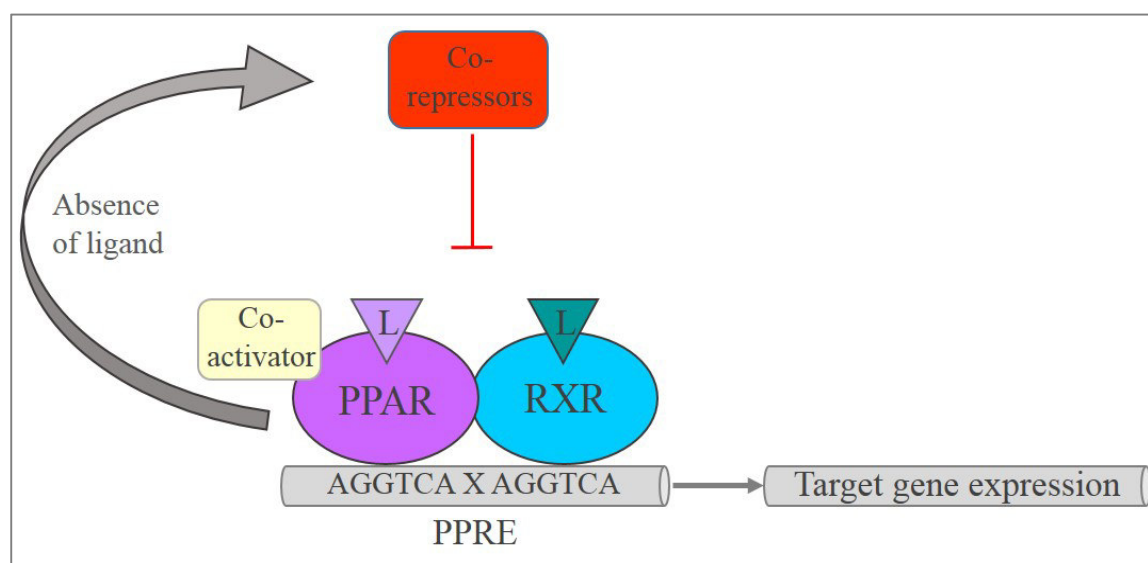 Co-
repressors
Absence
of ligand
Co-
activator
L
L
PPAR
RXR
AGGTCA X AGGTCA
Target gene expression
PPRE